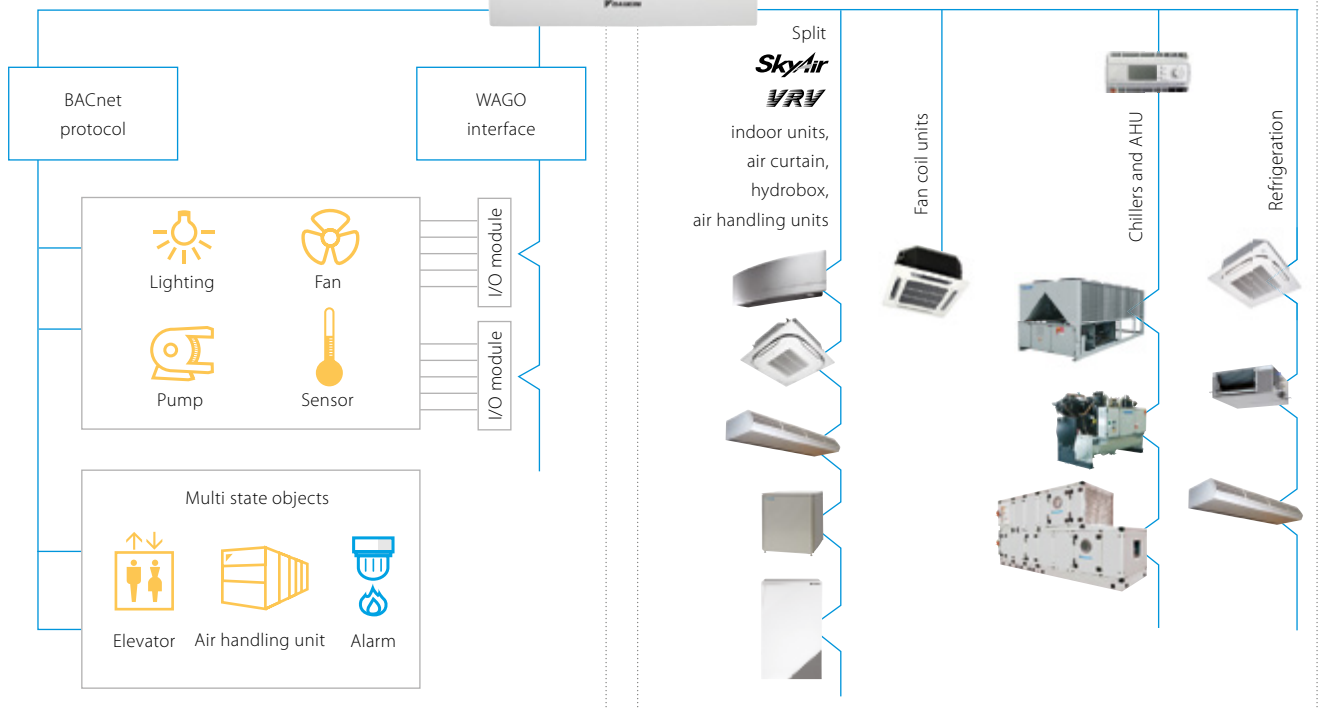 DAIKIN
BACnet
protocol
WAGO
interface
Lighting
Fan
Pump
Sensor
I/O module
I/O module
Multi state objects
Elevator
Air handling unit
Alarm
Split
SkyAir
VRV
indoor units,
air curtain,
hydrobox,
air handling units
Fan coil units
Chillers and AHU
Refrigeration